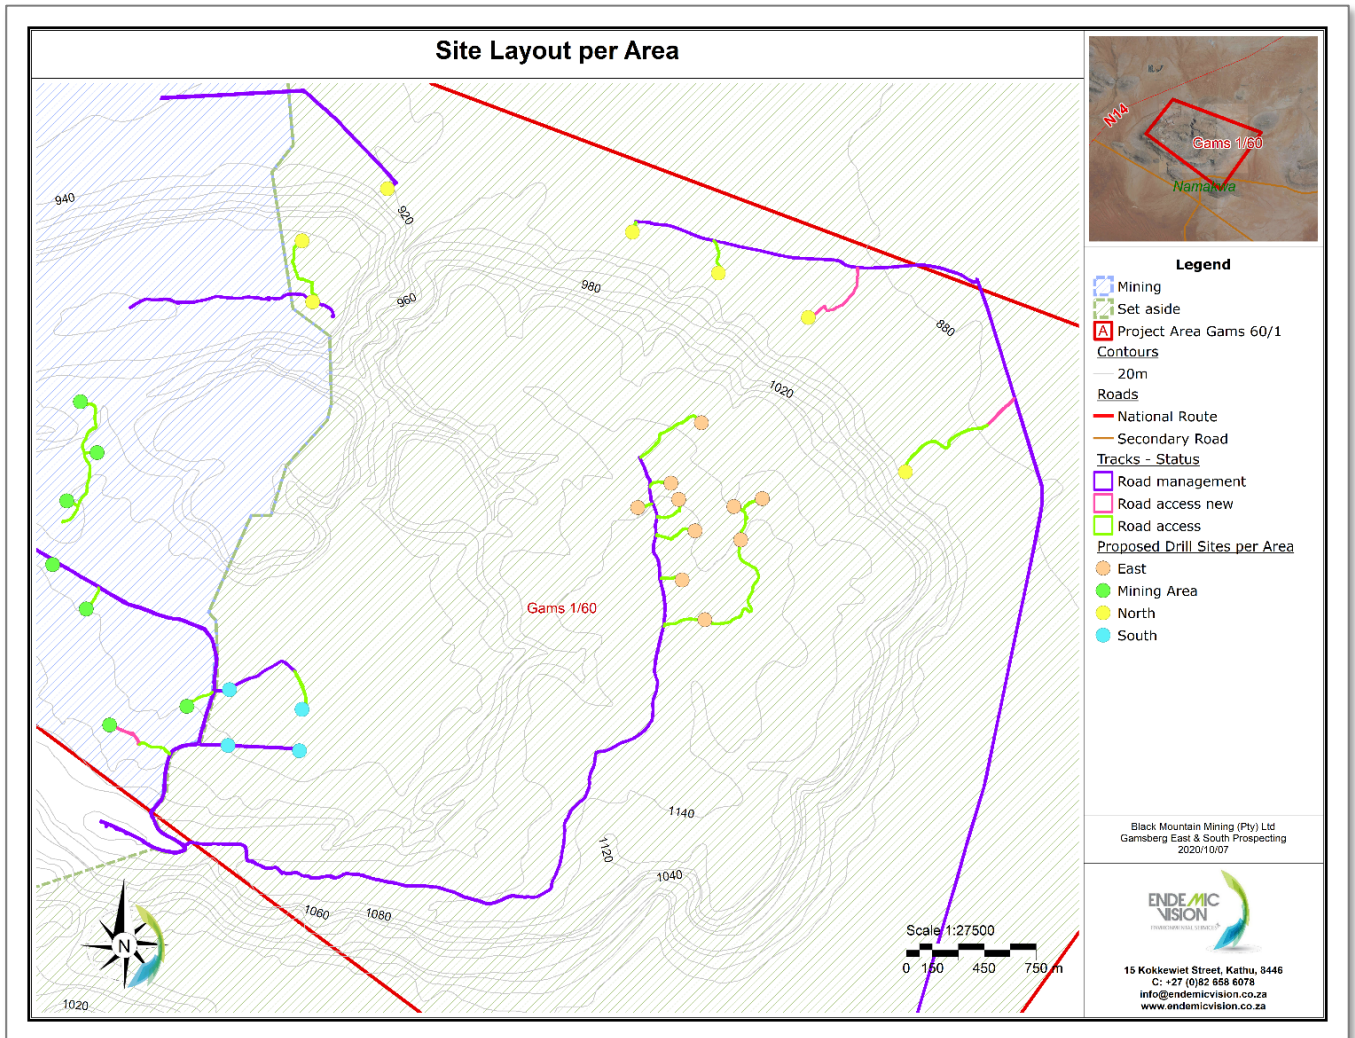 Site Layout per Area
N14
Gams 1/60
Namakwa
940
920
960
980
880
1020
Gams 1/60
1140
1120
1040
1060
1080
1020
N
Scale 1:27500
0 150 450 750 m
Legend
Mining
Set aside
A Project Area Gams 60/1
Contours
20m
Roads
National Route
Secondary Road
Tracks - Status
Road management
Road access new
Road access
Proposed Drill Sites per Area
East
Mining Area
North
South
Black Mountain Mining (Pty) Ltd
Gamsberg East & South Prospecting
2020/10/07
ENDEMIC
VISION
ENVIRONMENTAL SERVICES
15 Kokkewiet Street, Kathu, 8446
C: +27 (0)82 658 6078
info@endemicvision.co.za
www.endemicvision.co.za